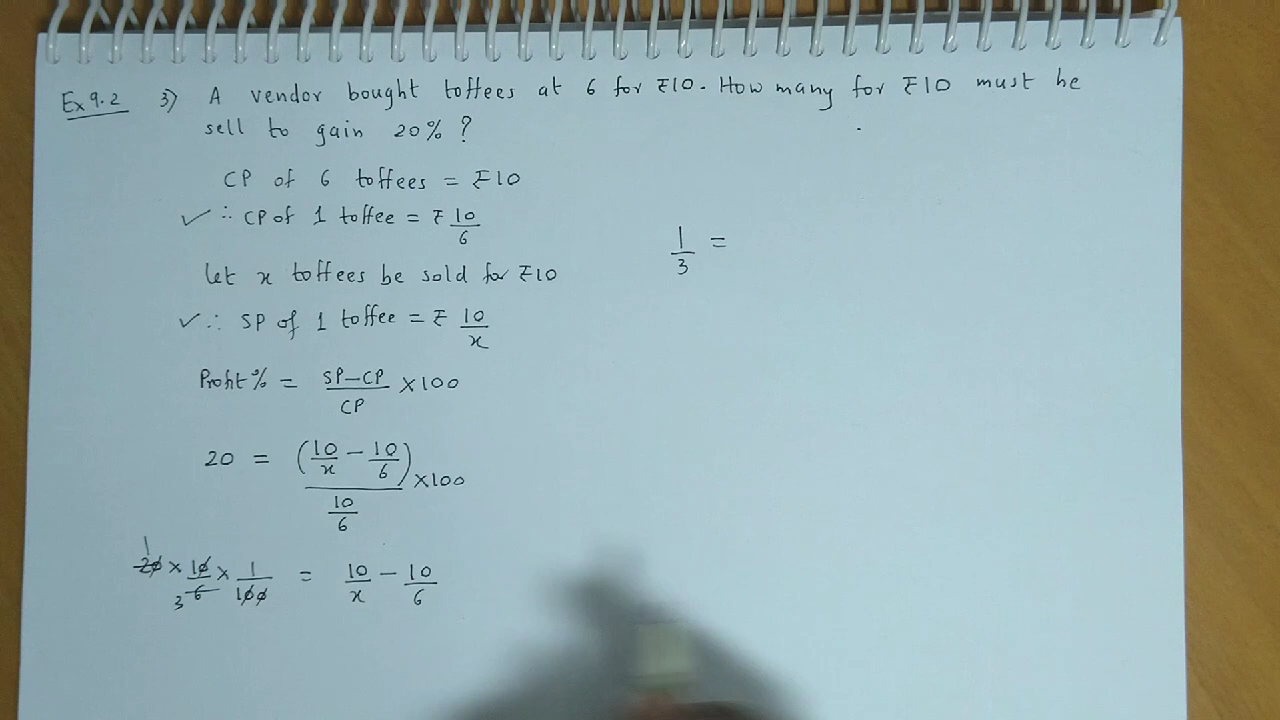 Ex 9.2 3) A vendor bought toffees at 6 for ₹10. How many for ₹10 must he
sell to gain 20% ?
CP of 6 toffees = ₹10
✓ ∴ CP of 1 toffee = ₹ 10/6
let x toffees be sold for ₹10
✓ ∴ SP of 1 toffee = ₹ 10/x
Profit % = (SP-CP)/CP × 100
20 = (10/x - 10/6)/(10/6) × 100
1
20 × 10/6 × 1/100 = 10/x - 10/6
3
1/3 =